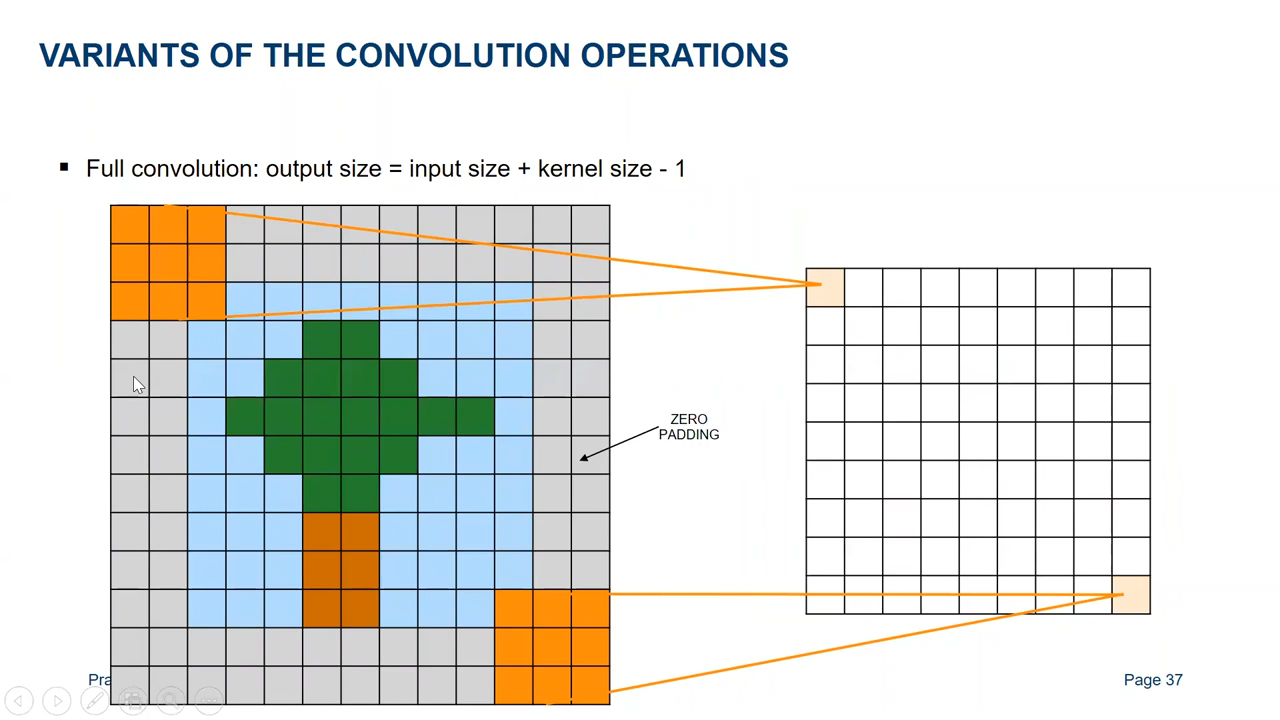 VARIANTS OF THE CONVOLUTION OPERATIONS
▪ Full convolution: output size = input size + kernel size - 1
ZERO
PADDING
Page 37